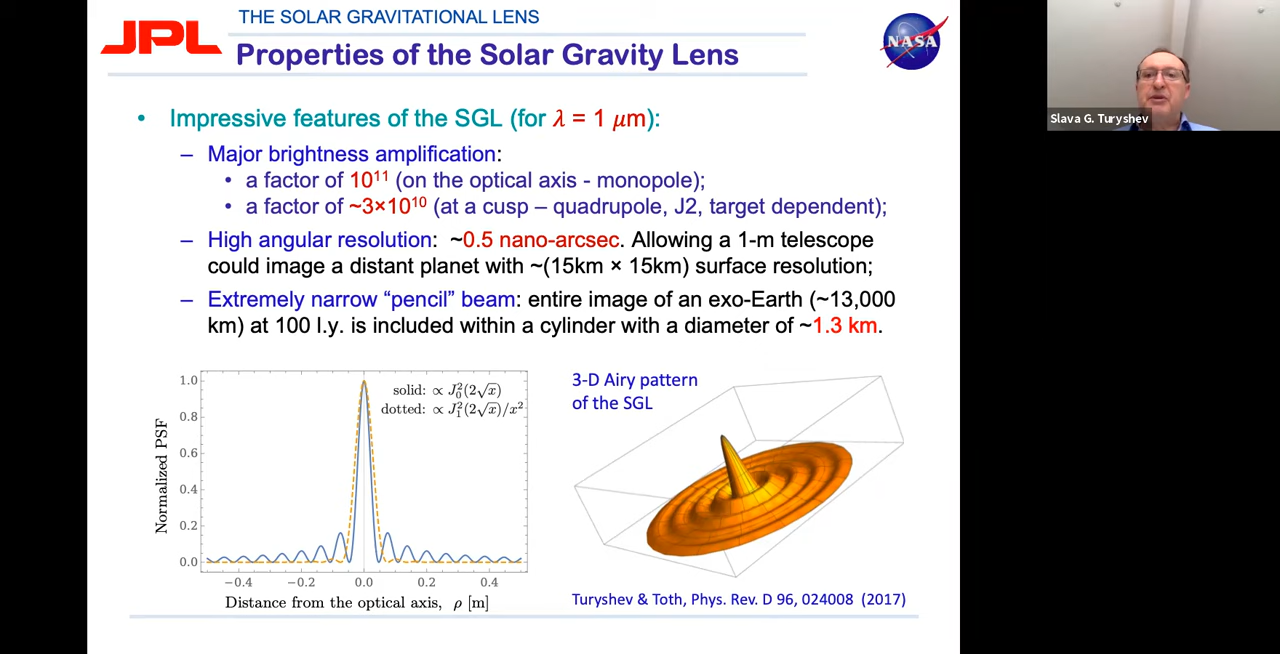 THE SOLAR GRAVITATIONAL LENS
JPL
Properties of the Solar Gravity Lens
NASA
Slava G. Turyshev
• Impressive features of the SGL (for λ = 1 μm):
– Major brightness amplification:
• a factor of 10¹¹ (on the optical axis - monopole);
• a factor of ~3×10¹⁰ (at a cusp – quadrupole, J2, target dependent);
– High angular resolution: ~0.5 nano-arcsec. Allowing a 1-m telescope
could image a distant planet with ~(15km × 15km) surface resolution;
– Extremely narrow “pencil” beam: entire image of an exo-Earth (~13,000
km) at 100 l.y. is included within a cylinder with a diameter of ~1.3 km.
Normalized PSF
1.0
0.8
0.6
0.4
0.2
0.0
solid: ∝ J₀²(2√x)
dotted: ∝ J₁²(2√x)/x²
−0.4 −0.2 0.0 0.2 0.4
Distance from the optical axis, ρ [m]
3-D Airy pattern
of the SGL
Turyshev & Toth, Phys. Rev. D 96, 024008 (2017)